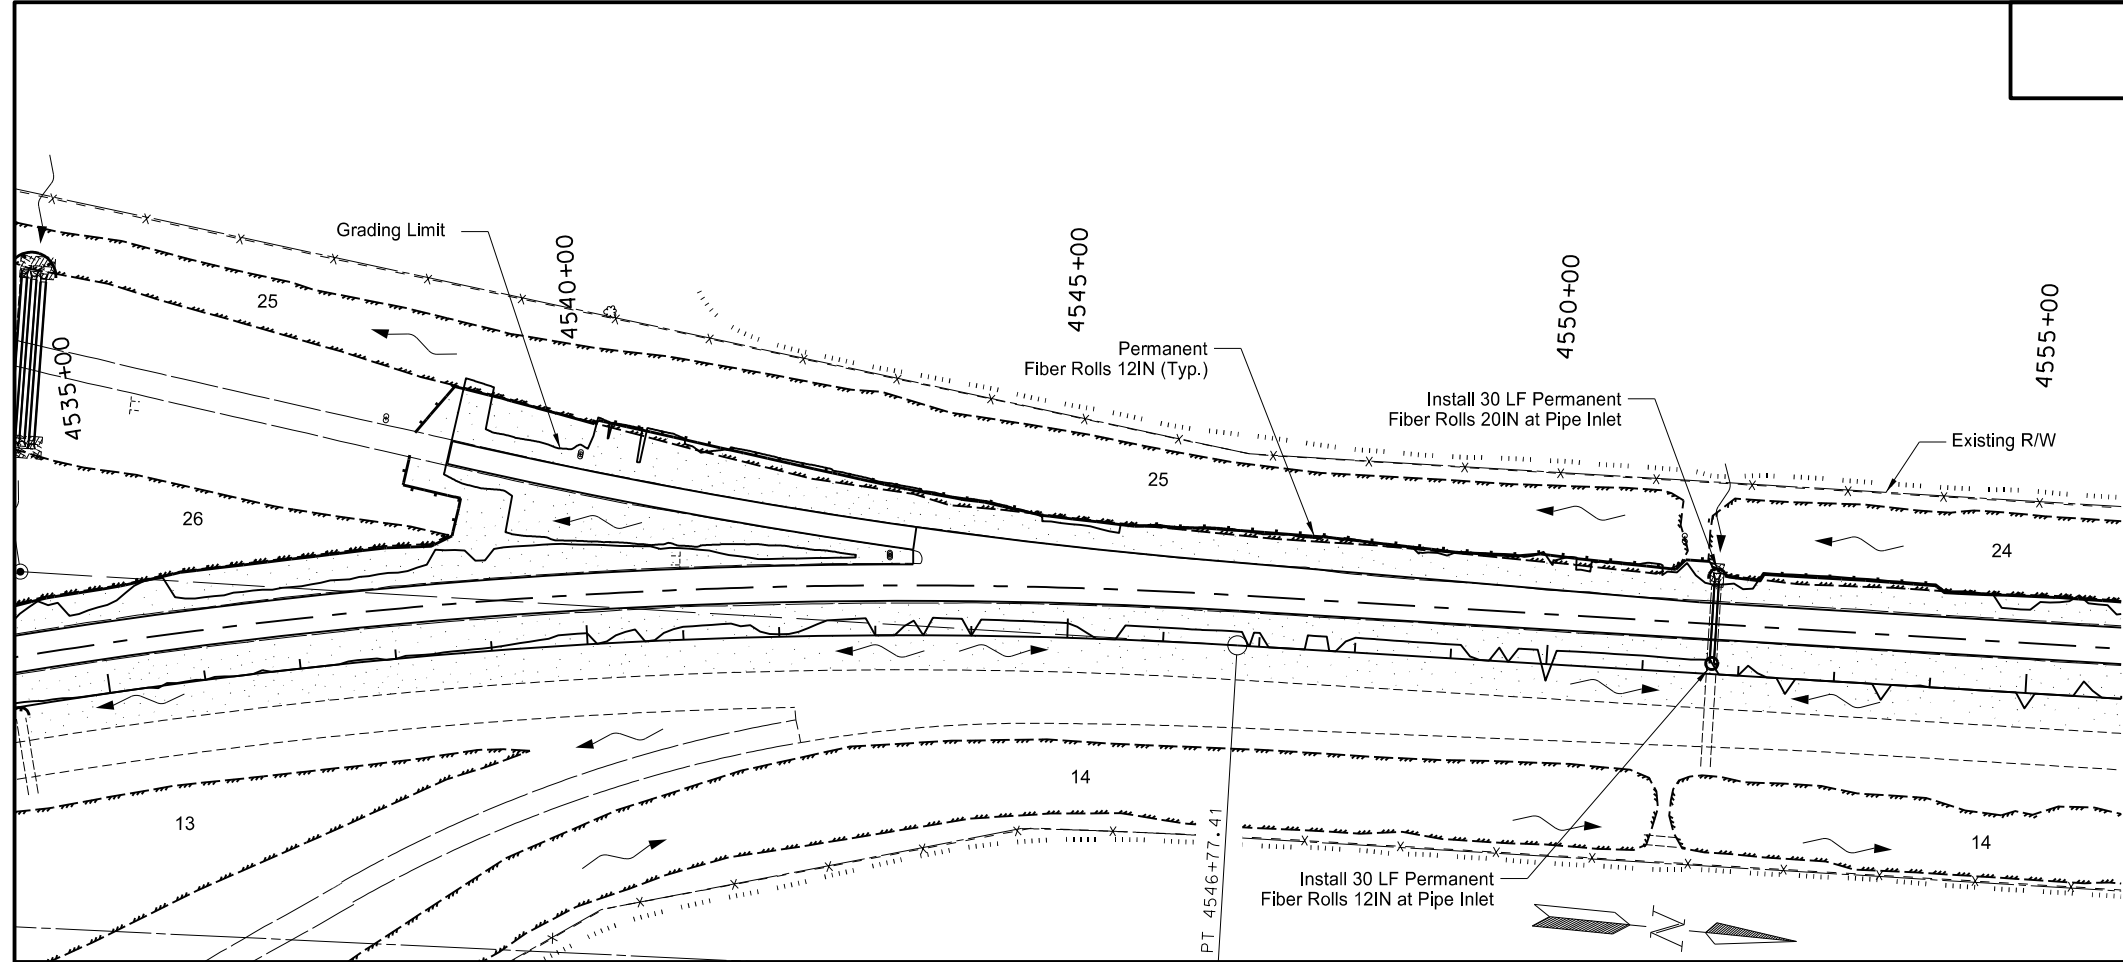 Grading Limit
4540+00
4545+00
4550+00
4555+00
4535+00
25
Permanent
Fiber Rolls 12IN (Typ.)
Install 30 LF Permanent
Fiber Rolls 20IN at Pipe Inlet
Existing R/W
25
26
24
14
13
14
PT 4546+77.41
Install 30 LF Permanent
Fiber Rolls 12IN at Pipe Inlet
N